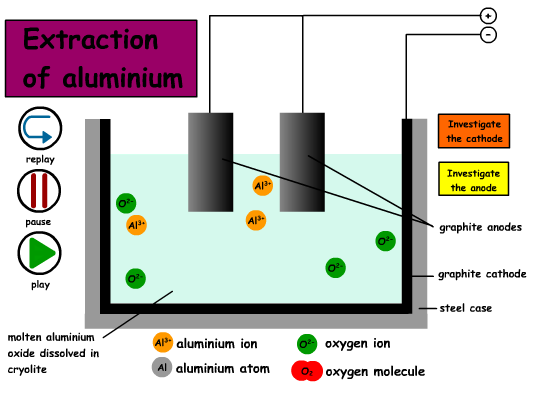 Extraction
of aluminium
+
−
replay
pause
play
Investigate
the cathode
Investigate
the anode
Al³⁺
O²⁻
Al³⁺
Al³⁺
O²⁻
O²⁻
O²⁻
graphite anodes
graphite cathode
steel case
molten aluminium
oxide dissolved in
cryolite
Al³⁺ aluminium ion
O²⁻ oxygen ion
Al aluminium atom
O₂ oxygen molecule